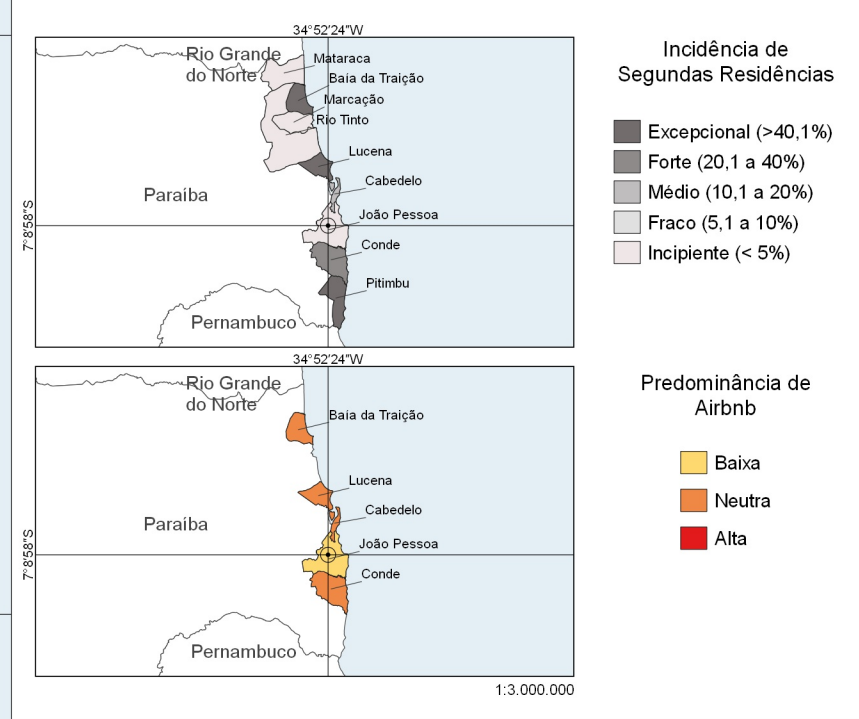 34°52'24"W
Rio Grande
do Norte
Mataraca
Baía da Traição
Marcação
Rio Tinto
Lucena
Paraíba
Cabedelo
João Pessoa
7°8'58"S
Conde
Pitimbu
Pernambuco
Incidência de
Segundas Residências
Excepcional (>40,1%)
Forte (20,1 a 40%)
Médio (10,1 a 20%)
Fraco (5,1 a 10%)
Incipiente (< 5%)
34°52'24"W
Rio Grande
do Norte
Baía da Traição
Lucena
Cabedelo
Paraíba
João Pessoa
7°8'58"S
Conde
Pernambuco
1:3.000.000
Predominância de
Airbnb
Baixa
Neutra
Alta